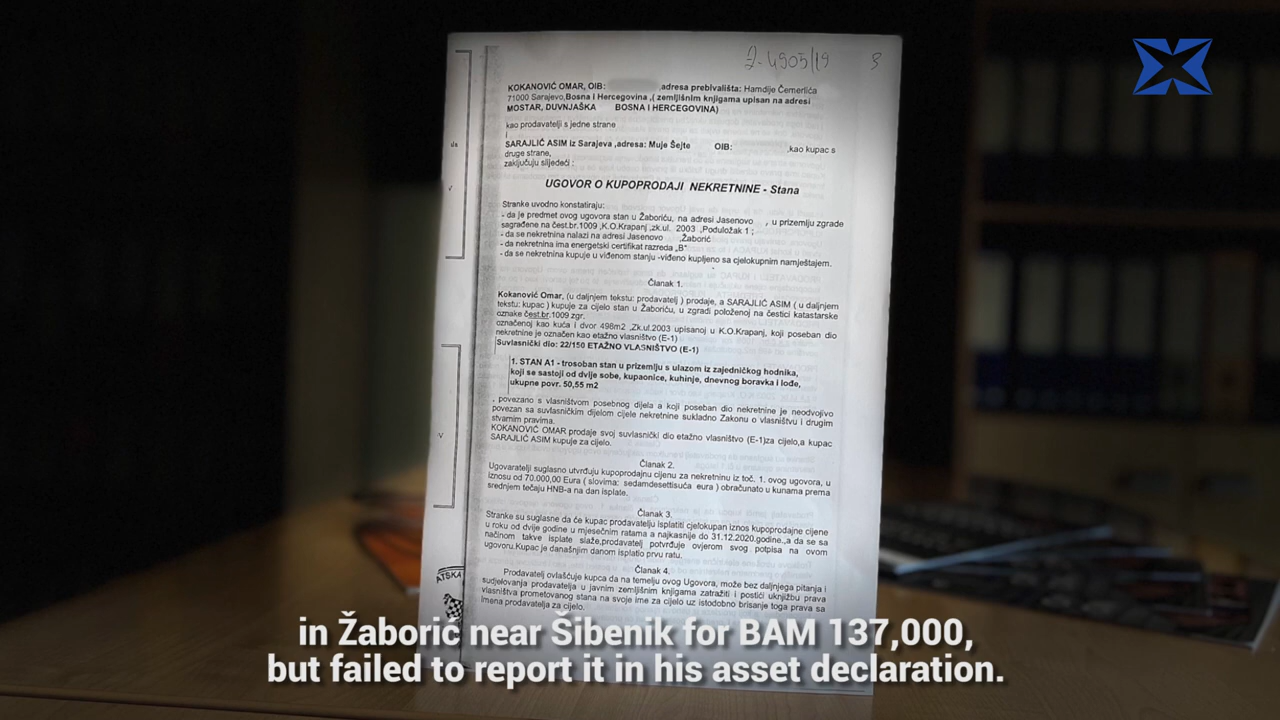 Z-4905/19 3
KOKANOVIĆ OMAR, OIB: ,adresa prebivališta: Hamdije Čemerlića
71000 Sarajevo,Bosna i Hercegovina ,( zemljišnim knjigama upisan na adresi
MOSTAR, DUVNJAŠKA BOSNA I HERCEGOVINA)
kao prodavatelj s jedne strane
i
SARAJLIĆ ASIM iz Sarajeva ,adresa: Muje Šejte OIB: ,kao kupac s
druge strane,
zaključuju slijedeći :
UGOVOR O KUPOPRODAJI NEKRETNINE - Stana
Stranke uvodno konstatiraju:
- da je predmet ovog ugovora stan u Žaboriću, na adresi Jasenovo , u prizemlju zgrade
sagrađene na čest.br.1009 ,K.O.Krapanj ,zk.ul. 2003 ,Poduložak 1 ;
- da se nekretnina nalazi na adresi Jasenovo ,Žaborić
- da nekretnina ima energetski certifikat razreda „B"
- da se nekretnina kupuje u viđenom stanju -viđeno kupljeno sa cjelokupnim namještajem.
Članak 1.
Kokanović Omar, (u daljnjem tekstu: prodavatelj ) prodaje, a SARAJLIĆ ASIM ( u daljnjem
tekstu: kupac ) kupuje za cijelo stan u Žaboriću, u zgradi položenoj na čestici katastarske
oznake čest.br.1009 zgr.
označenoj kao kuća i dvor 498m2 ,Zk.ul.2003 upisanoj u K.O.Krapanj, koji poseban dio
nekretnine je označen kao etažno vlasništvo (E-1)
Suvlasnički dio: 22/150 ETAŽNO VLASNIŠTVO (E-1)
1. STAN A1 - trosoban stan u prizemlju s ulazom iz zajedničkog hodnika,
koji se sastoji od dvije sobe, kupaonice, kuhinje, dnevnog boravka i lođe,
ukupne povr. 50,55 m2
, povezano s vlasništvom posebnog dijela a koji poseban dio nekretnine je neodvojivo
povezan sa suvlasničkim dijelom cijele nekretnine sukladno Zakonu o vlasništvu i drugim
stvarnim pravima.
KOKANOVIĆ OMAR prodaje svoj suvlasnički dio etažno vlasništvo (E-1)za cijelo,a kupac
SARAJLIĆ ASIM kupuje za cijelo.
Članak 2.
Ugovaratelji suglasno utvrđuju kupoprodajnu cijenu za nekretninu iz toč. 1. ovog ugovora, u
iznosu od 70.000,00 Eura ( slovima: sedamdesettisuća eura ) obračunato u kunama prema
srednjem tečaju HNB-a na dan isplate.
Članak 3.
Stranke su suglasne da će kupac prodavatelju isplatiti cjelokupan iznos kupoprodajne cijene
u roku od dvije godine u mjesečnim ratama a najkasnije do 31.12.2020.godine.,a da se sa
načinom takve isplate slaže,prodavatelj potvrđuje ovjerom svog potpisa na ovom
ugovoru.Kupac je današnjim danom isplatio prvu ratu.
Članak 4.
Prodavatelj ovlašćuje kupca da na temelju ovog Ugovora, može bez daljnjega pitanja i
sudjelovanja prodavatelja u javnim zemljišnim knjigama zatražiti i postići uknjižbu prava
vlasništva prometovanog stana na svoje ime za cijelo uz istodobno brisanje toga prava sa
imena prodavatelja za cijelo.
ATSKA
in Žaborić near Šibenik for BAM 137,000,
but failed to report it in his asset declaration.